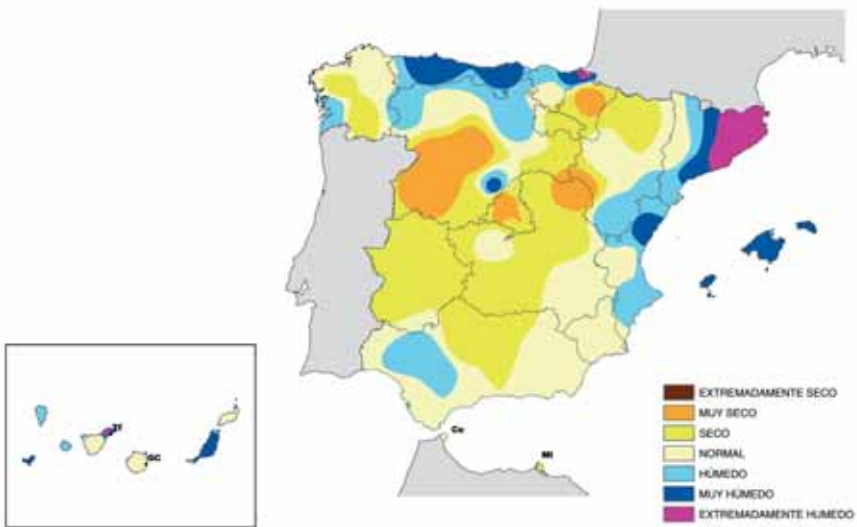 TF
GC
Ce
Ml
EXTREMADAMENTE SECO
MUY SECO
SECO
NORMAL
HÚMEDO
MUY HÚMEDO
EXTREMADAMENTE HUMEDO